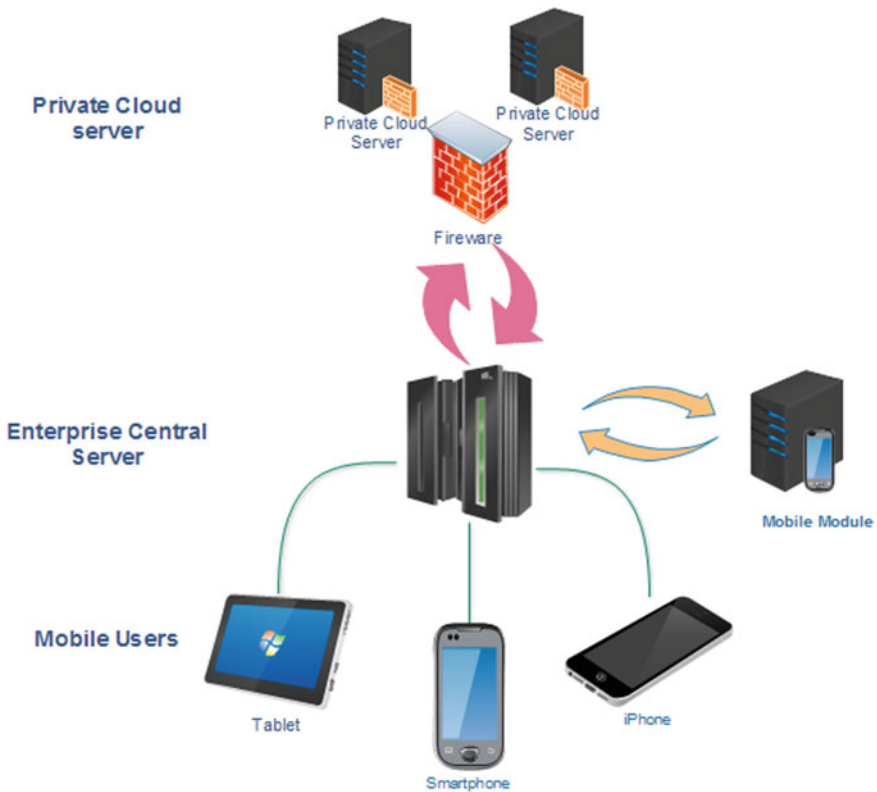 Private Cloud
server
Private Cloud
Server
Private Cloud
Server
Fireware
Enterprise Central
Server
Mobile Module
Mobile Users
Tablet
Smartphone
iPhone